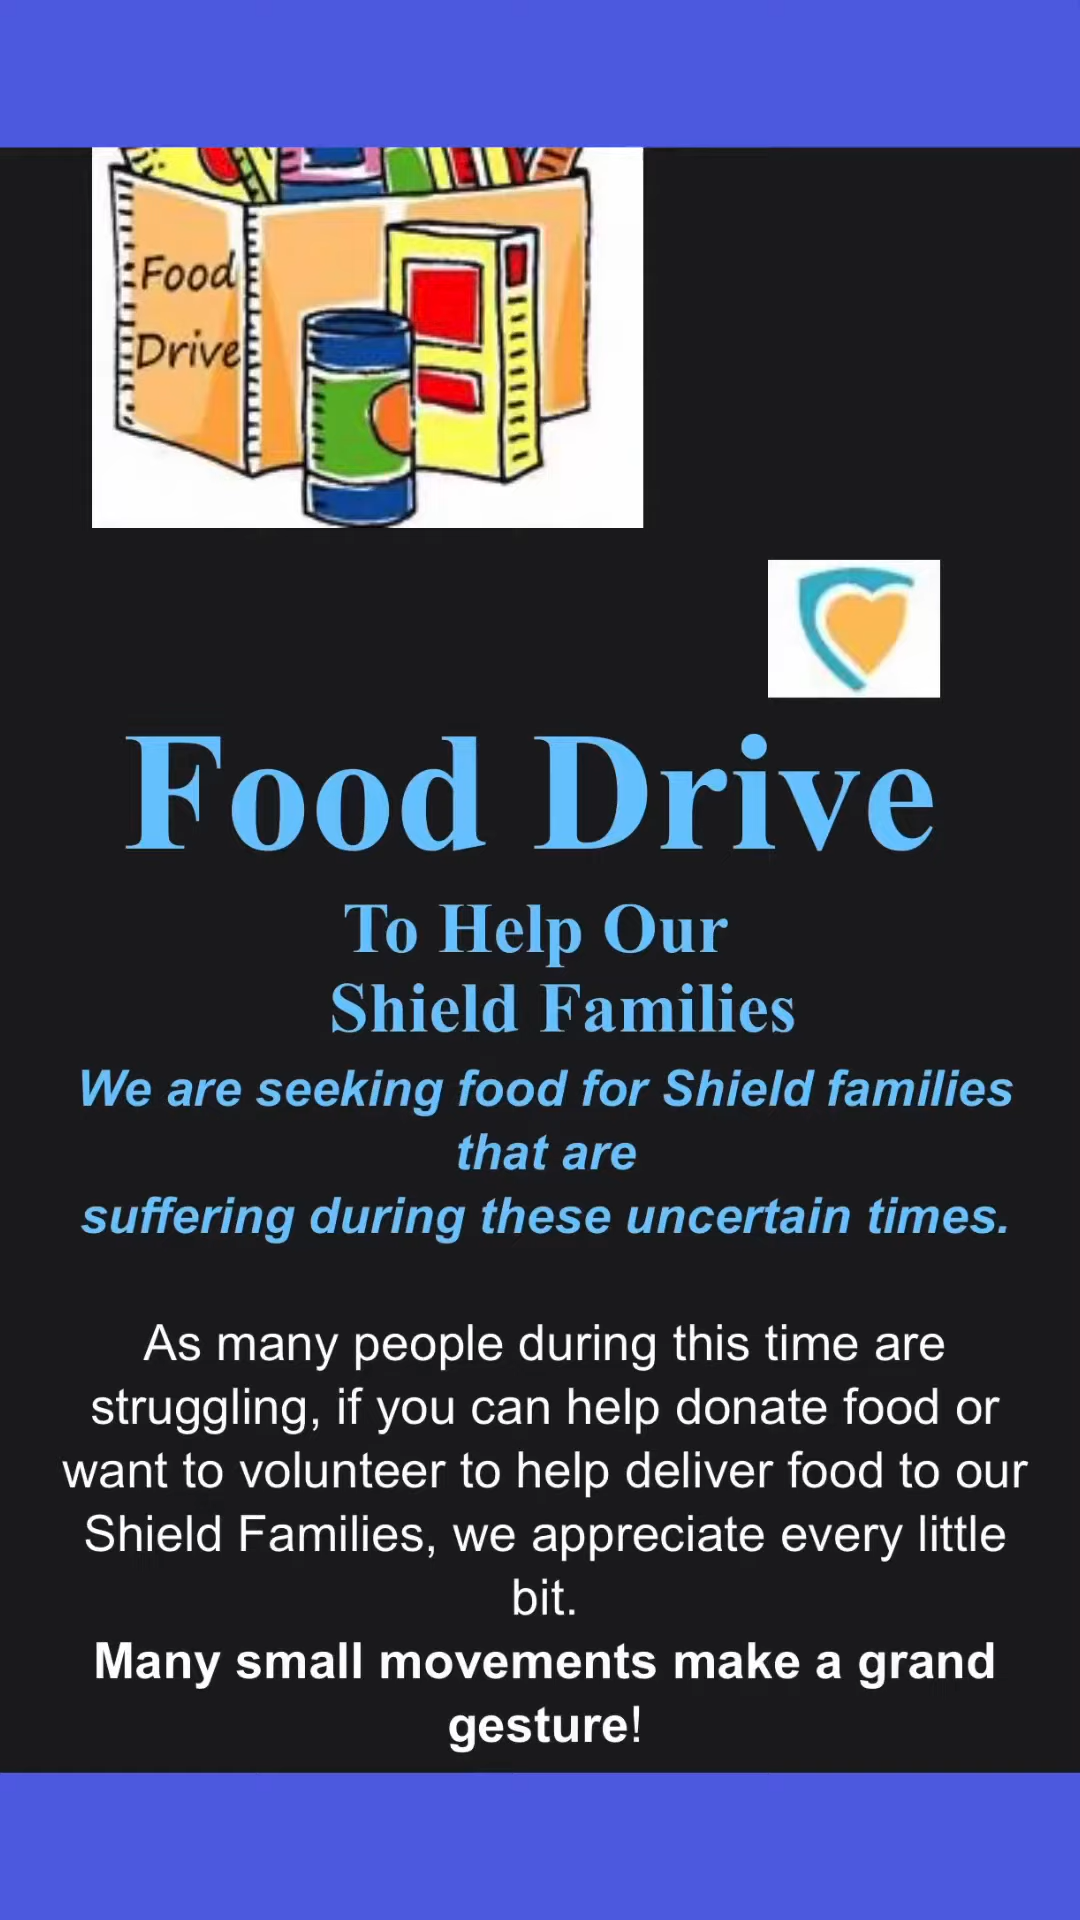 Food
Drive
Food Drive
To Help Our
Shield Families
We are seeking food for Shield families
that are
suffering during these uncertain times.
As many people during this time are
struggling, if you can help donate food or
want to volunteer to help deliver food to our
Shield Families, we appreciate every little
bit.
Many small movements make a grand
gesture!